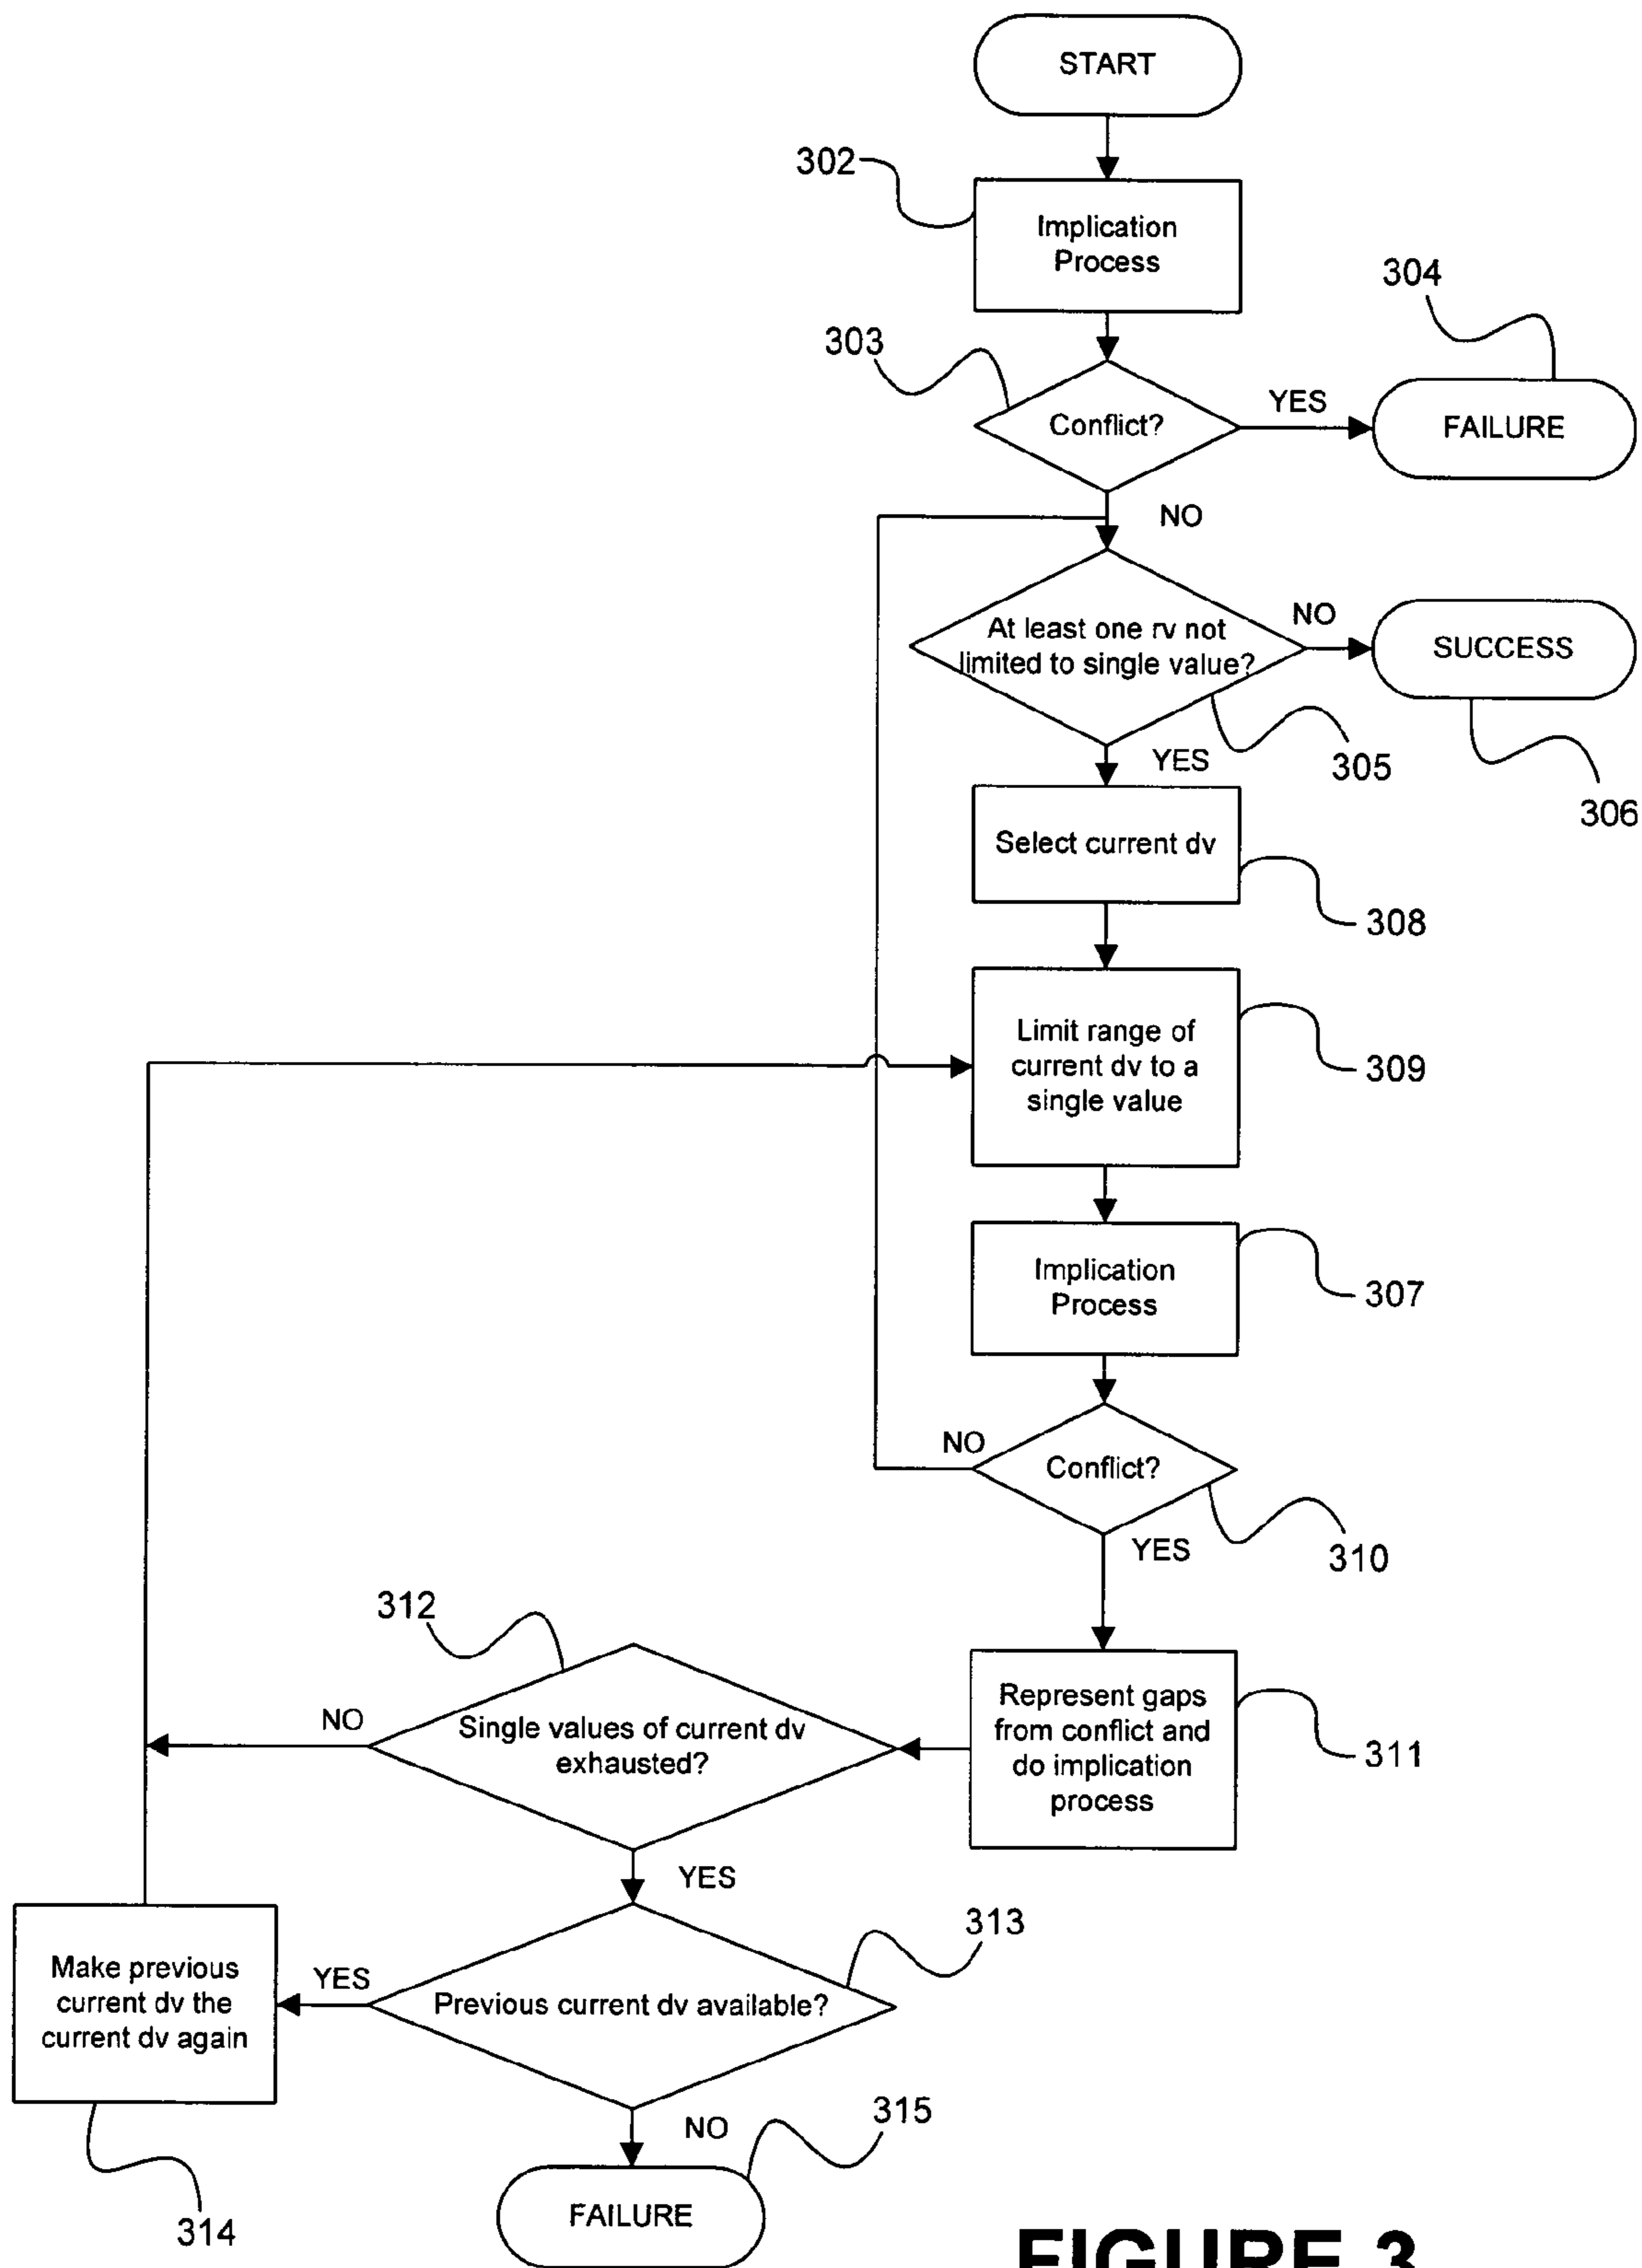 START
302
Implication
Process
304
303
Conflict?
YES
FAILURE
NO
At least one rv not
limited to single value?
NO
SUCCESS
305
306
YES
Select current dv
308
Limit range of
current dv to a
single value
309
Implication
Process
307
NO
Conflict?
310
YES
312
Represent gaps
from conflict and
do implication
process
311
NO
Single values of current dv
exhausted?
YES
313
Make previous
current dv the
current dv again
YES
Previous current dv available?
314
NO
315
FAILURE
FIGURE 3